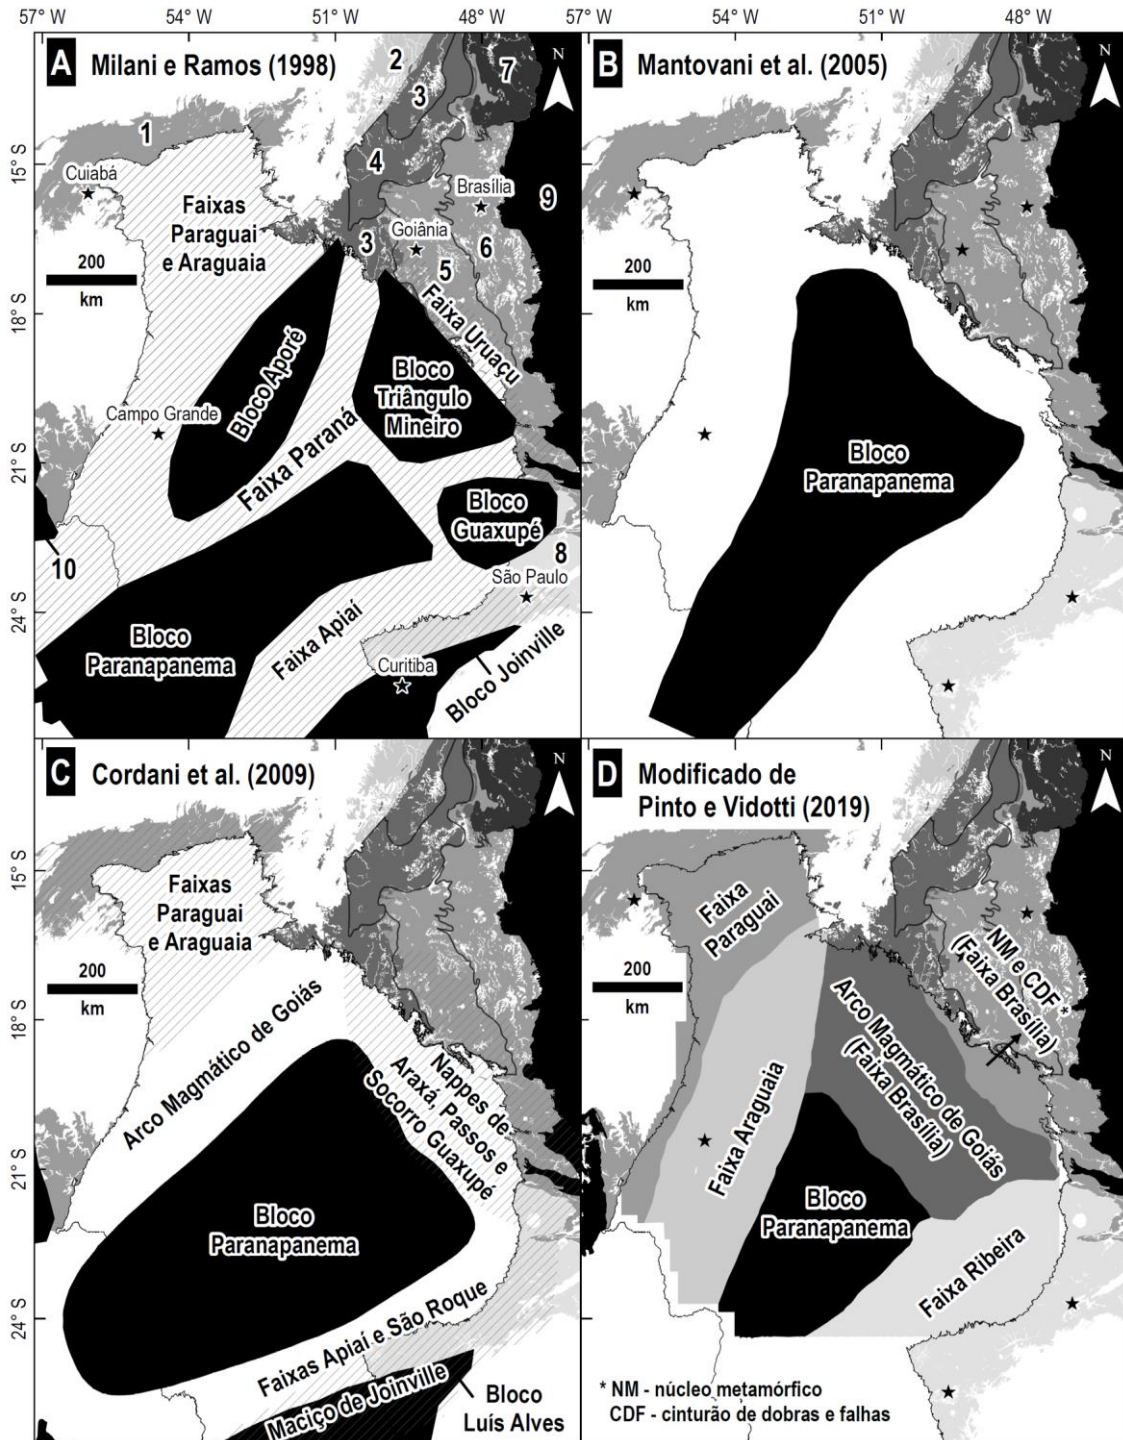 57° W
54° W
51° W
48° W
57° W
54° W
51° W
48° W
A
Milani e Ramos (1998)
2
7
N
3
1
15°S
Cuiabá
4
Faixas
Paraguai
e Araguaia
Brasília
9
Goiânia
3
6
5
200
km
18°S
Faixa Uruaçu
Bloco Aporé
Bloco
Triângulo
Mineiro
Campo Grande
Faixa Paraná
21°S
Bloco
Guaxupé
8
10
São Paulo
24°S
Faixa Apiaí
Bloco
Paranapanema
Curitiba
Bloco Joinville
B
Mantovani et al. (2005)
N
200
km
Bloco
Paranapanema
C
Cordani et al. (2009)
N
15°S
Faixas
Paraguai
e Araguaia
200
km
18°S
Arco Magmático de Goiás
Nappes de
Araxá, Passos e
Socorro Guaxupé
21°S
Bloco
Paranapanema
24°S
Faixas Apiaí e São Roque
Maciço de Joinville
Bloco
Luís Alves
D
Modificado de
Pinto e Vidotti (2019)
N
Faixa
Paraguai
NM e CDF *
(Faixa Brasília)
200
km
Arco Magmático de Goiás
(Faixa Brasília)
Faixa Araguaia
Bloco
Paranapanema
Faixa Ribeira
* NM - núcleo metamórfico
CDF - cinturão de dobras e falhas